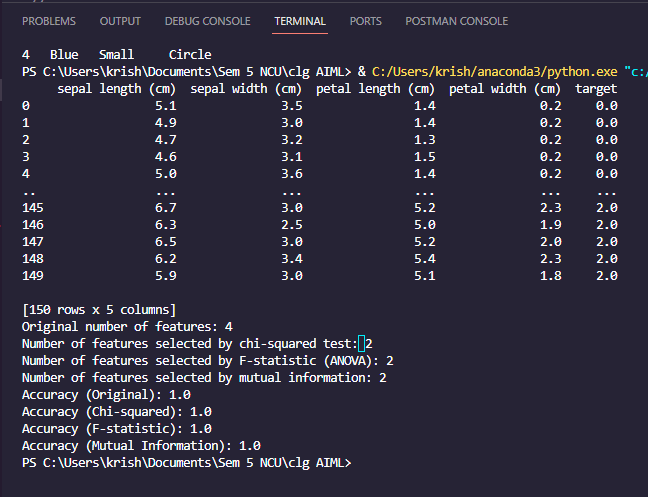 PROBLEMS OUTPUT DEBUG CONSOLE TERMINAL PORTS POSTMAN CONSOLE
4 Blue Small Circle
PS C:\Users\krish\Documents\Sem 5 NCU\clg AIML> & C:/Users/krish/anaconda3/python.exe "c:/
sepal length (cm) sepal width (cm) petal length (cm) petal width (cm) target
0 5.1 3.5 1.4 0.2 0.0
1 4.9 3.0 1.4 0.2 0.0
2 4.7 3.2 1.3 0.2 0.0
3 4.6 3.1 1.5 0.2 0.0
4 5.0 3.6 1.4 0.2 0.0
.. ... ... ... ... ...
145 6.7 3.0 5.2 2.3 2.0
146 6.3 2.5 5.0 1.9 2.0
147 6.5 3.0 5.2 2.0 2.0
148 6.2 3.4 5.4 2.3 2.0
149 5.9 3.0 5.1 1.8 2.0
[150 rows x 5 columns]
Original number of features: 4
Number of features selected by chi-squared test: 2
Number of features selected by F-statistic (ANOVA): 2
Number of features selected by mutual information: 2
Accuracy (Original): 1.0
Accuracy (Chi-squared): 1.0
Accuracy (F-statistic): 1.0
Accuracy (Mutual Information): 1.0
PS C:\Users\krish\Documents\Sem 5 NCU\clg AIML>